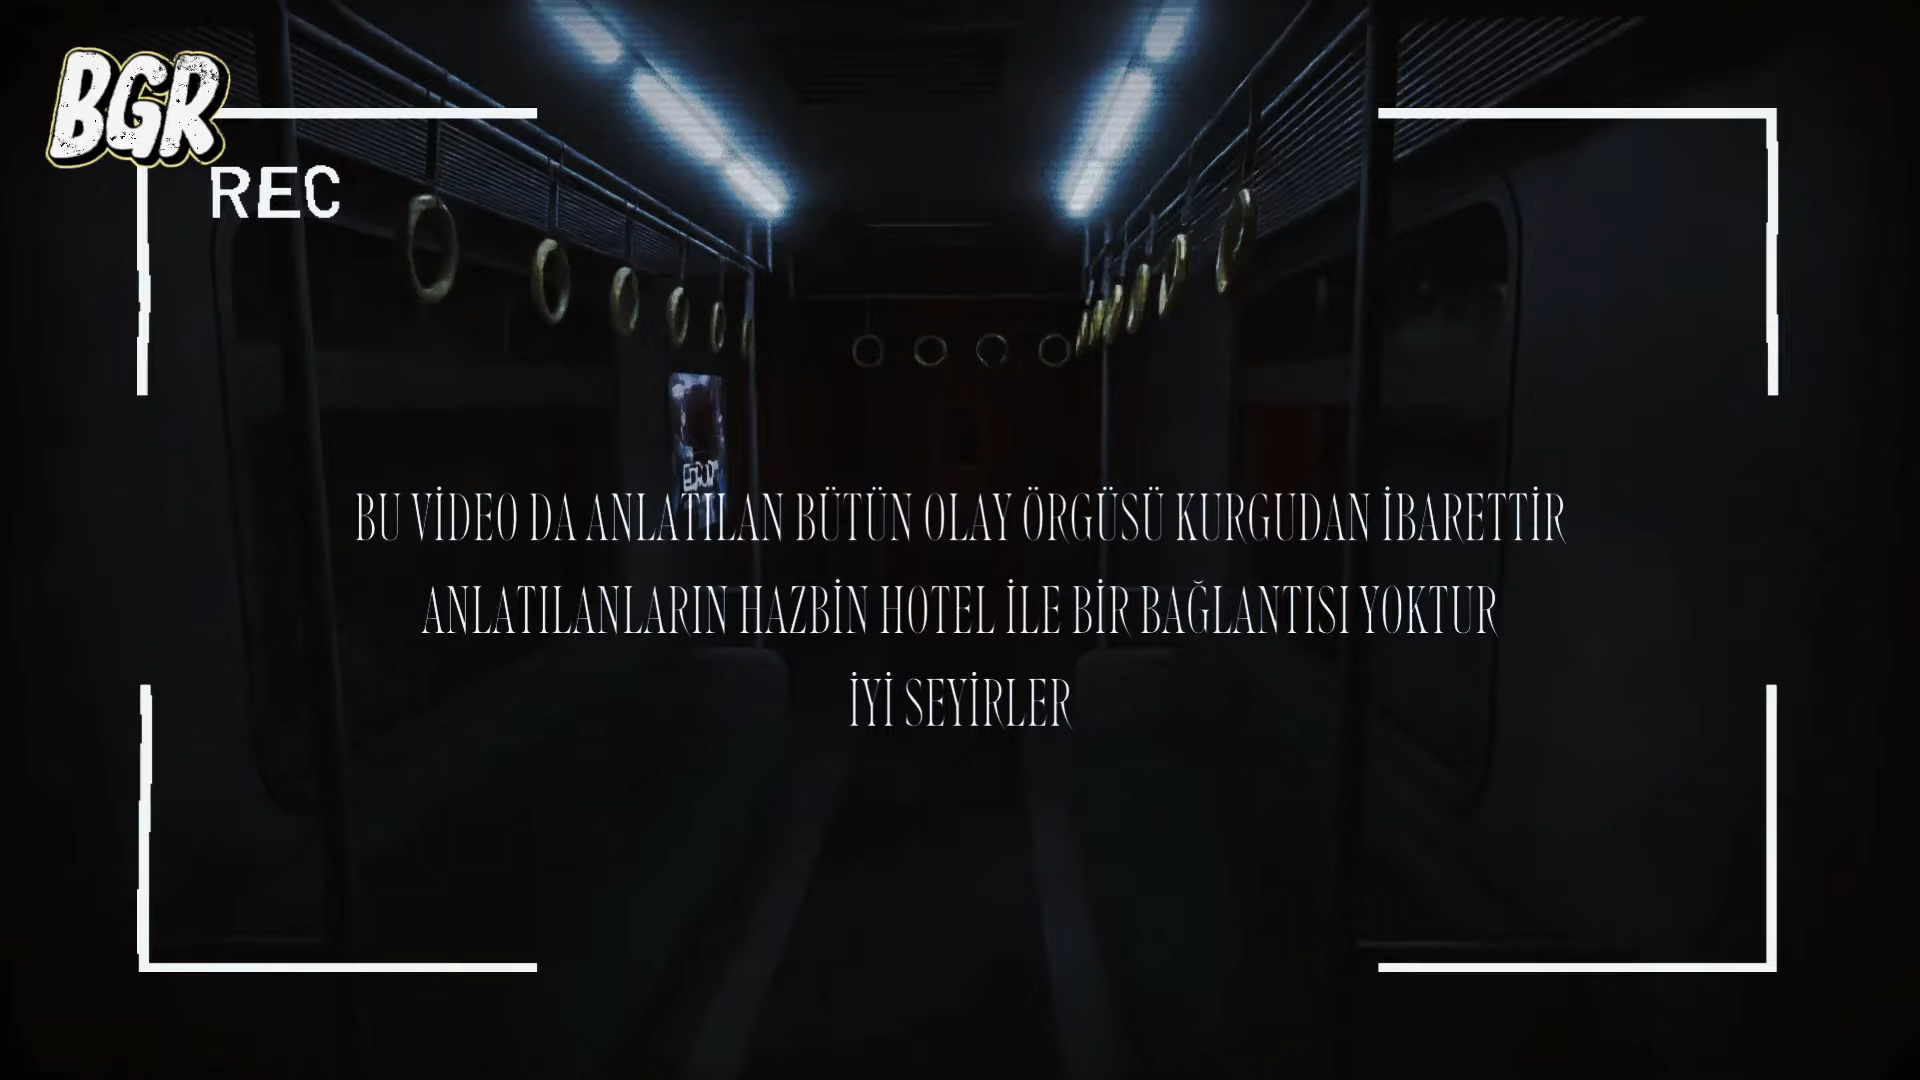 BGR
REC
BU VİDEO DA ANLATILAN BÜTÜN OLAY ÖRGÜSÜ KURGUDAN İBARETTİR
ANLATILANLARIN HAZBİN HOTEL İLE BİR BAĞLANTISI YOKTUR
İYİ SEYİRLER